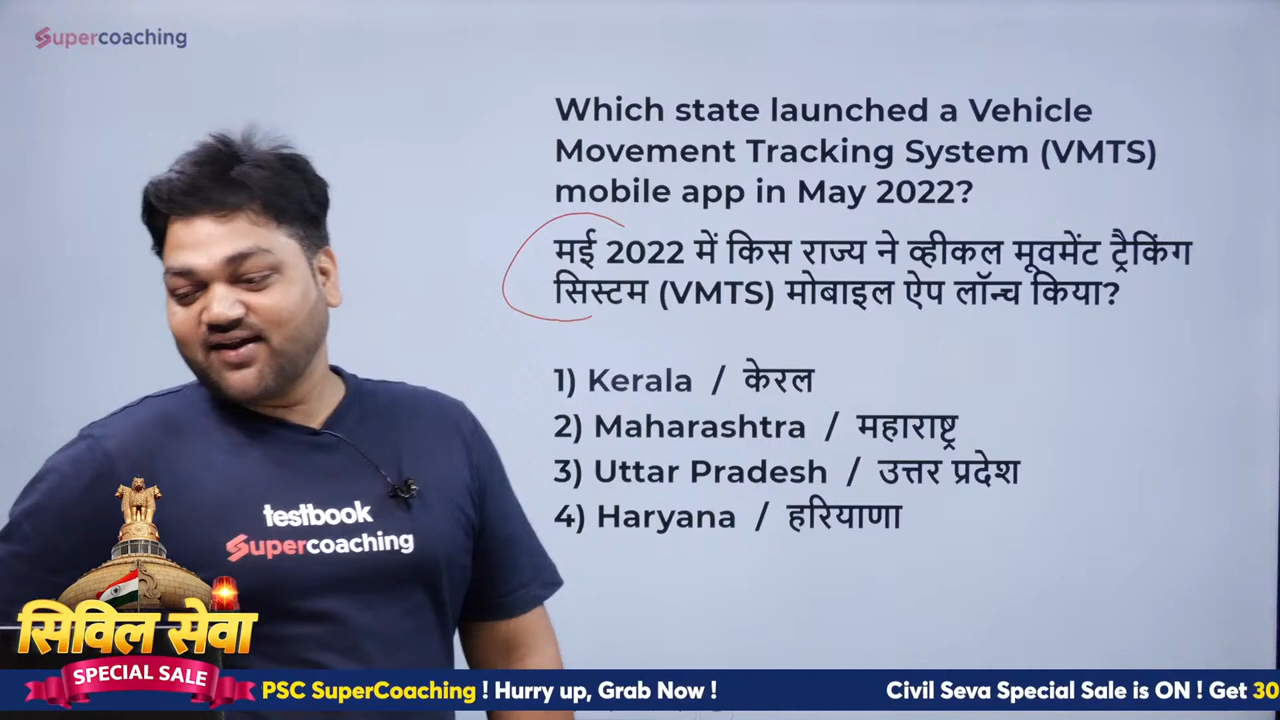 Supercoaching
Which state launched a Vehicle
Movement Tracking System (VMTS)
mobile app in May 2022?
मई 2022 में किस राज्य ने व्हीकल मूवमेंट ट्रैकिंग
सिस्टम (VMTS) मोबाइल ऐप लॉन्च किया?
1) Kerala / केरल
2) Maharashtra / महाराष्ट्र
3) Uttar Pradesh / उत्तर प्रदेश
4) Haryana / हरियाणा
testbook
Supercoaching
सिविल सेवा
SPECIAL SALE
PSC SuperCoaching ! Hurry up, Grab Now !
Civil Seva Special Sale is ON ! Get 30